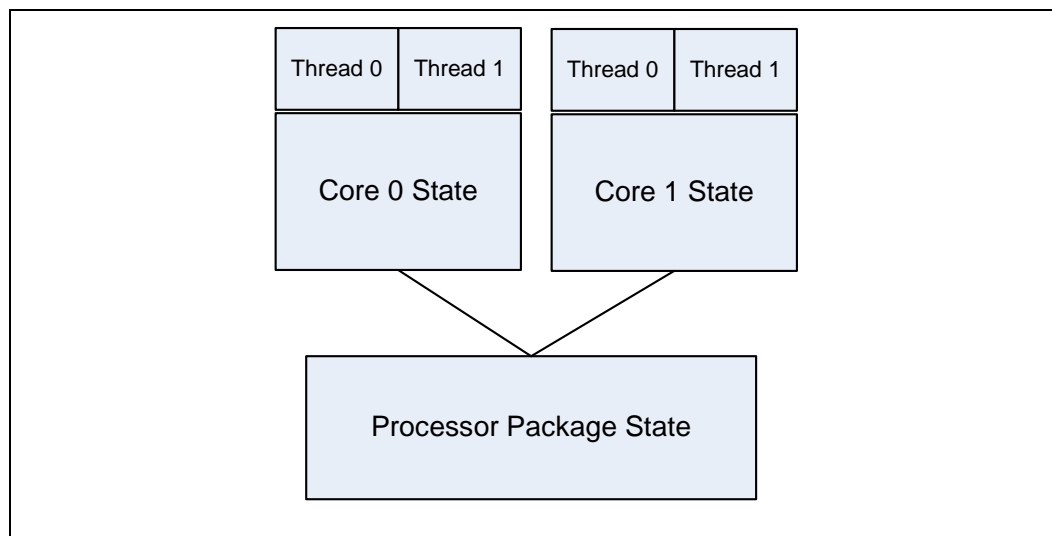 Thread 0
Thread 1
Thread 0
Thread 1
Core 0 State
Core 1 State
Processor Package State